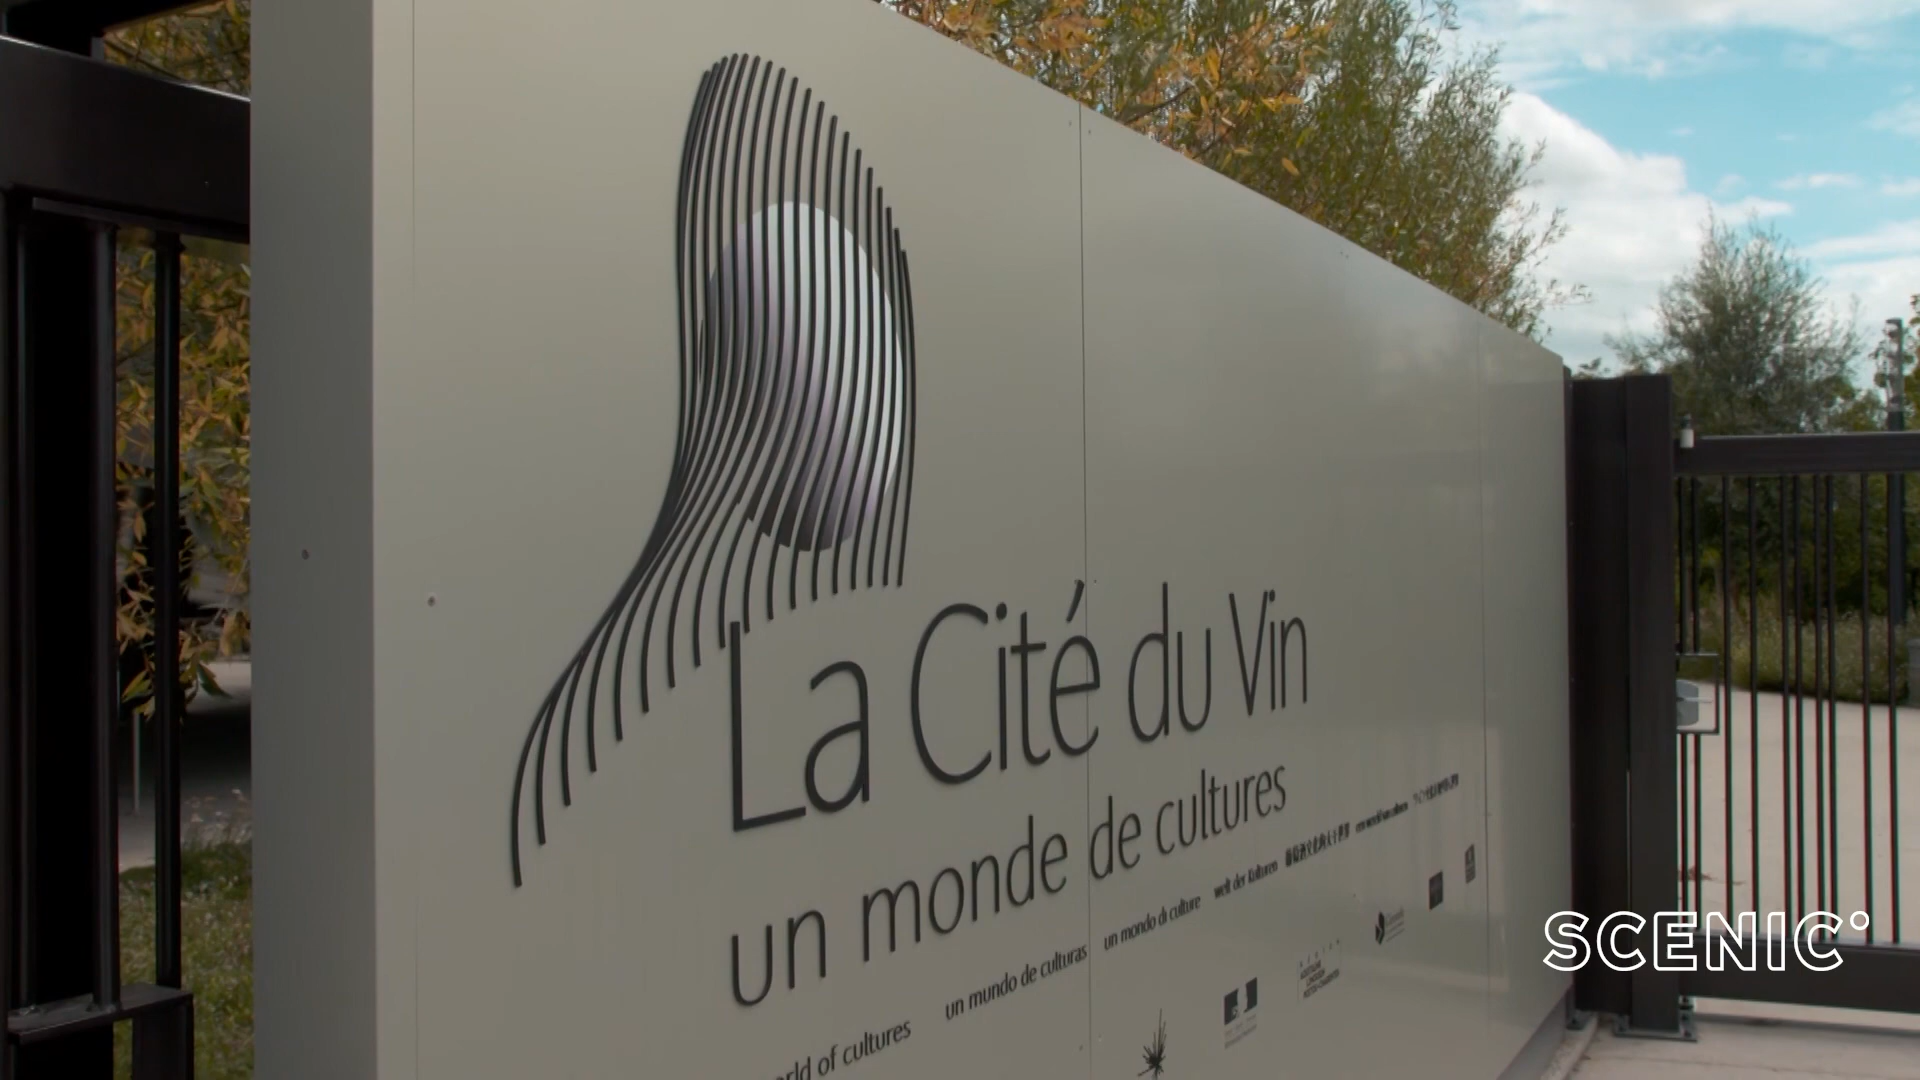 La Cité du Vin
un monde de cultures
world of cultures un mundo de culturas un mondo di culture welt der Kulturen
SCENIC